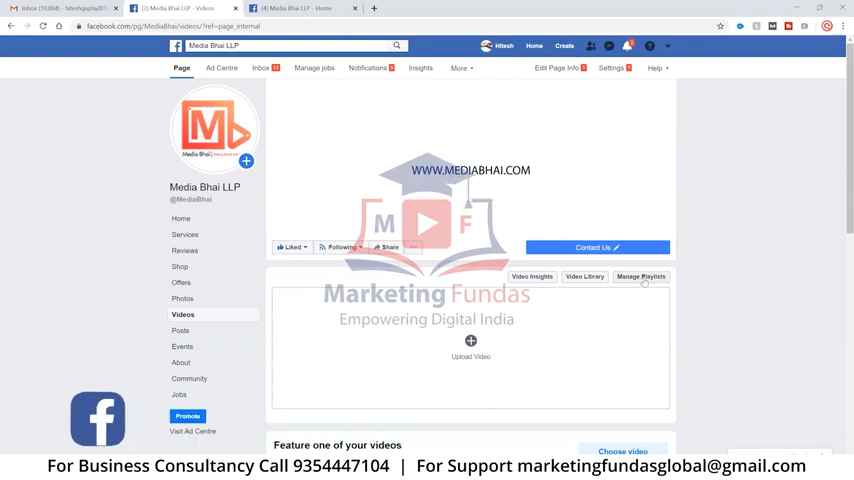 Inbox (10,004) - hiteshgupta201
(3) Media Bhai LLP - Videos
(4) Media Bhai LLP - Home
facebook.com/pg/MediaBhai/videos/?ref=page_internal
Media Bhai LLP
Hitesh
Home
Create
Page
Ad Centre
Inbox
Manage jobs
Notifications
Insights
More
Edit Page Info
Settings
Help
WWW.MEDIABHAI.COM
M
Media Bhai
M F
Media Bhai LLP
@MediaBhai
Liked
Following
Share
Contact Us
Home
Services
Reviews
Shop
Offers
Photos
Videos
Posts
Events
About
Community
Jobs
Promote
Visit Ad Centre
Video Insights
Video Library
Manage Playlists
Marketing Fundas
Empowering Digital India
Upload Video
Feature one of your videos
Choose video
For Business Consultancy Call 9354447104 | For Support marketingfundasglobal@gmail.com